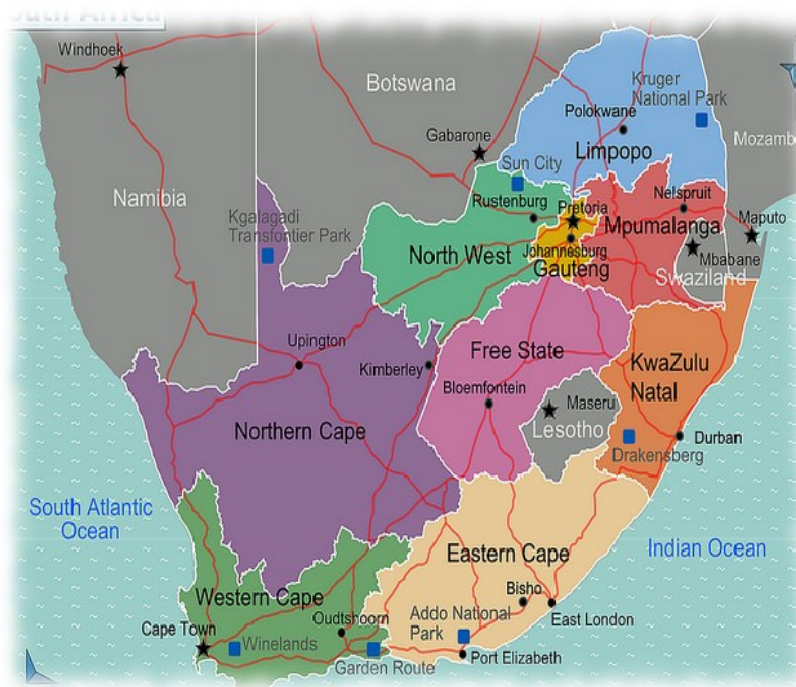 South Africa
Windhoek
Botswana
Kruger
National Park
Polokwane
Gabarone
Limpopo
Mozamb
Sun City
Namibia
Rustenburg
Pretoria
Nelspruit
Kgalagadi
Transfontier Park
Mpumalanga
Maputo
North West
Johannesburg
Gauteng
Mbabane
Swaziland
Upington
Kimberley
Free State
KwaZulu
Natal
Bloemfontein
Maseru
Lesotho
Northern Cape
Durban
Drakensberg
South Atlantic
Ocean
Eastern Cape
Indian Ocean
Western Cape
Bisho
East London
Oudtshoorn
Addo National
Park
Cape Town
Winelands
Garden Route
Port Elizabeth